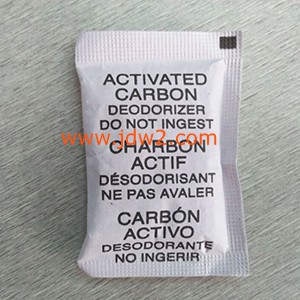 ACTIVATED
CARBON
DEODORIZER
DO NOT INGEST
www.jdw2.com
CHARBON
ACTIF
DÉSODORISANT
NE PAS AVALER
CARBÓN
ACTIVO
DESODORANTE
NO INGERIR